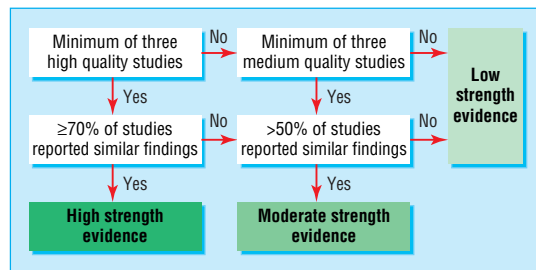 Minimum of three
high quality studies
No
Minimum of three
medium quality studies
No
Low
strength
evidence
Yes
Yes
≥70% of studies
reported similar findings
No
>50% of studies
reported similar findings
No
Yes
Yes
High strength
evidence
Moderate strength
evidence